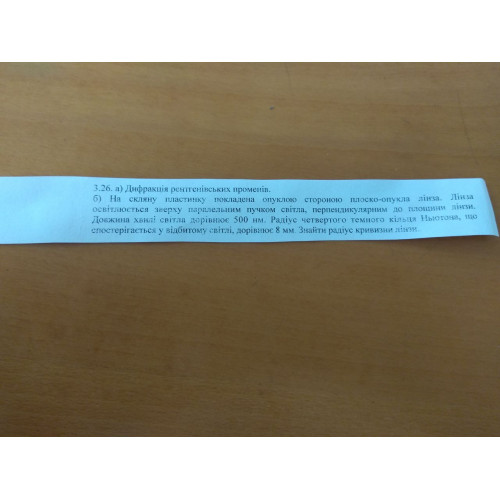 3.26. а) Дифракція рентгенівських променів.
б) На скляну пластинку покладена опуклою стороною плоско-опукла лінза. Лінза
освітлюється зверху паралельним пучком світла, перпендикулярним до площини лінзи.
Довжина хвилі світла дорівнює 500 нм. Радіус четвертого темного кільця Ньютона, що
спостерігається у відбитому світлі, дорівнює 8 мм. Знайти радіус кривизни лінзи.